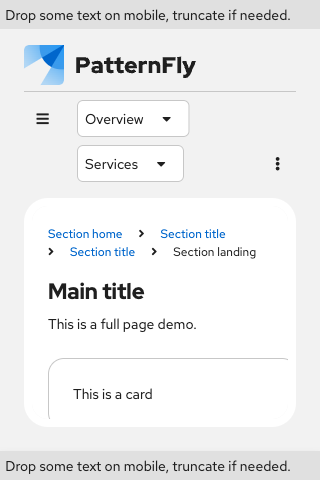 Drop some text on mobile, truncate if needed.
PatternFly
Overview
Services
Section home
Section title
Section title
Section landing
Main title
This is a full page demo.
This is a card
Drop some text on mobile, truncate if needed.